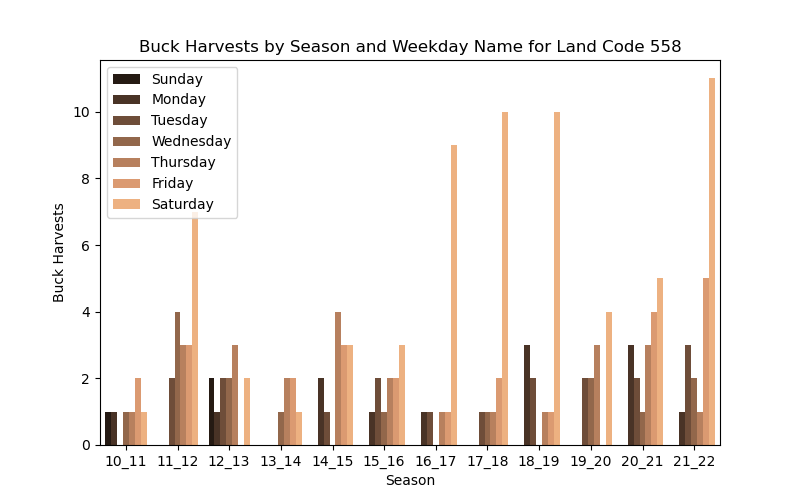 Buck Harvests by Season and Weekday Name for Land Code 558
Sunday
Monday
Tuesday
Wednesday
Thursday
Friday
Saturday
10
8
6
4
2
0
Buck Harvests
10_11 11_12 12_13 13_14 14_15 15_16 16_17 17_18 18_19 19_20 20_21 21_22
Season